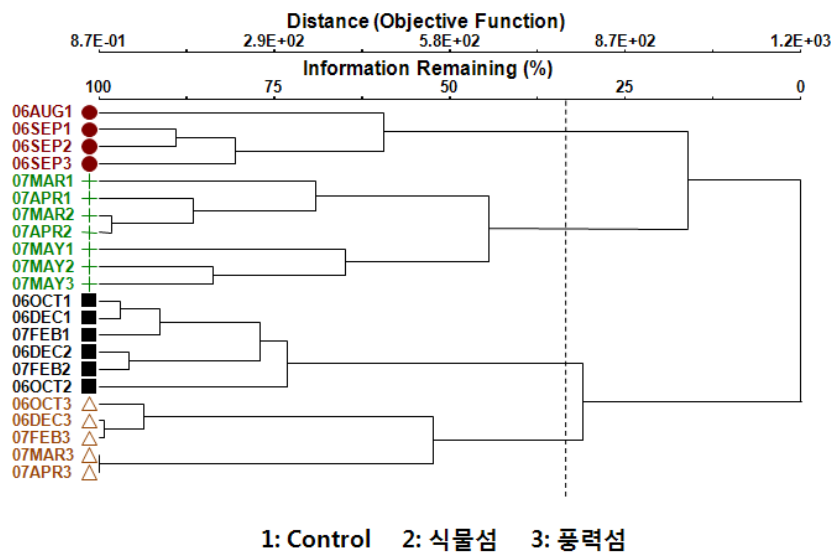 Distance (Objective Function)
8.7E-01 2.9E+02 5.8E+02 8.7E+02 1.2E+03
Information Remaining (%)
100 75 50 25 0
06AUG1
06SEP1
06SEP2
06SEP3
07MAR1
07APR1
07MAR2
07APR2
07MAY1
07MAY2
07MAY3
06OCT1
06DEC1
07FEB1
06DEC2
07FEB2
06OCT2
06OCT3
06DEC3
07FEB3
07MAR3
07APR3
1: Control 2: 식물섬 3: 풍력섬